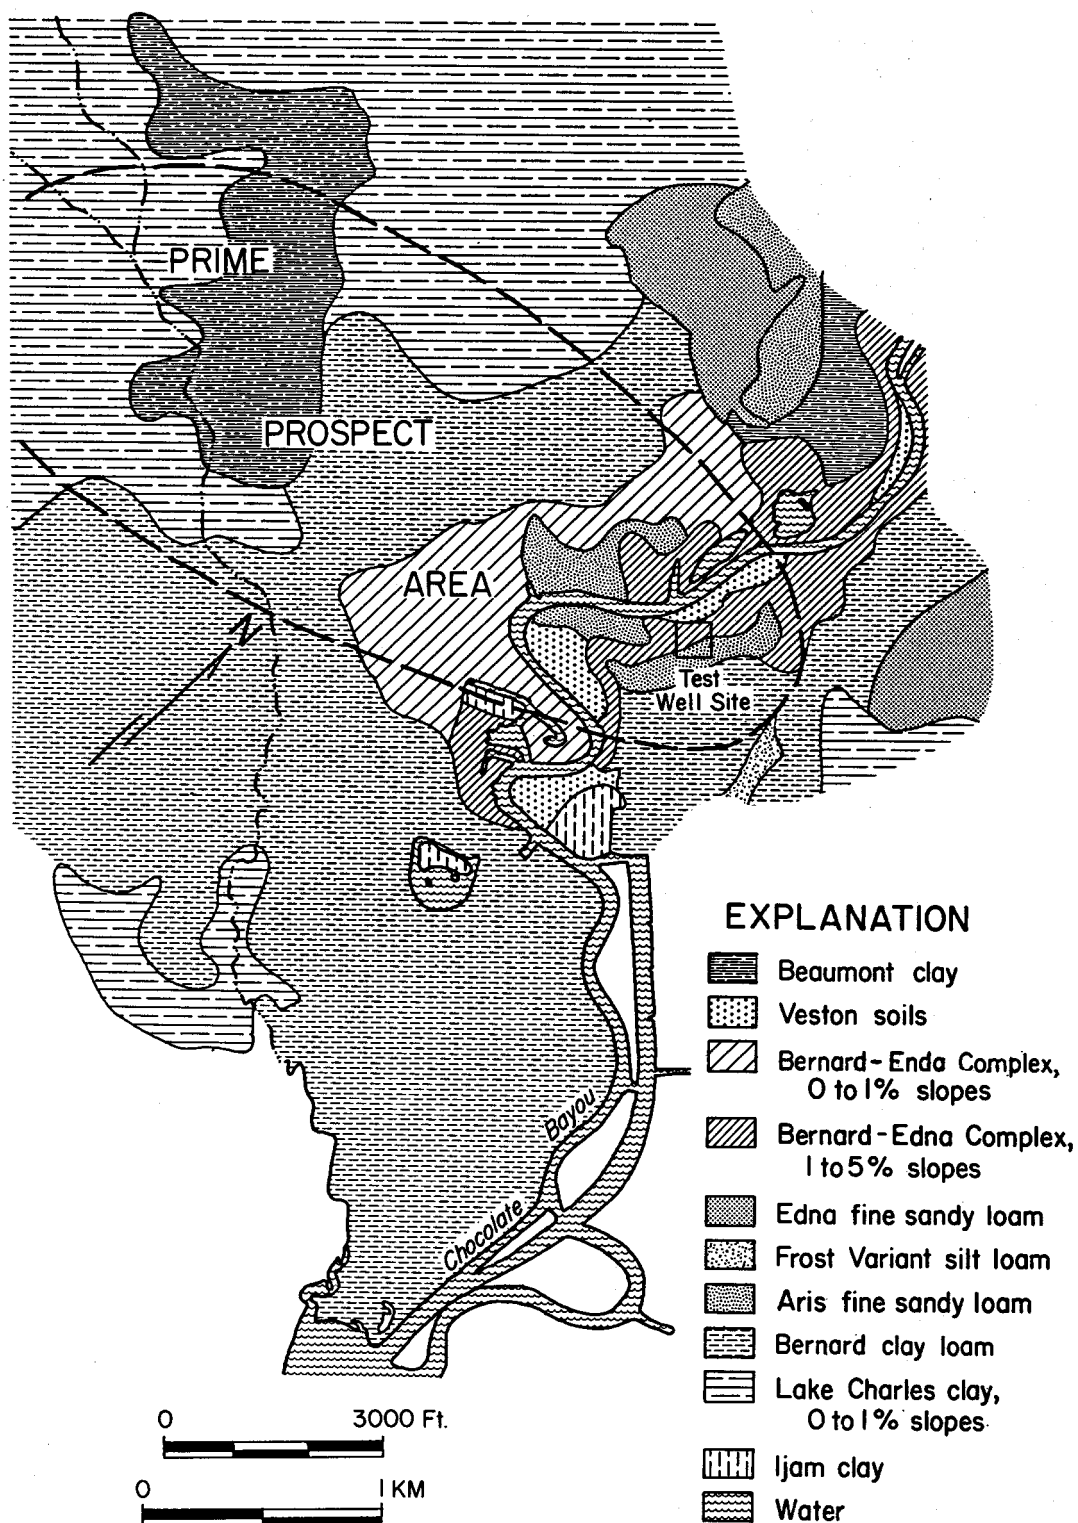 PRIME
PROSPECT
AREA
N
Test
Well Site
Bayou
Chocolate
EXPLANATION
Beaumont clay
Veston soils
Bernard-Enda Complex,
0 to 1% slopes
Bernard-Edna Complex,
1 to 5% slopes
Edna fine sandy loam
Frost Variant silt loam
Aris fine sandy loam
Bernard clay loam
Lake Charles clay,
0 to 1% slopes
Ijam clay
Water
0 3000 Ft.
0 1 KM